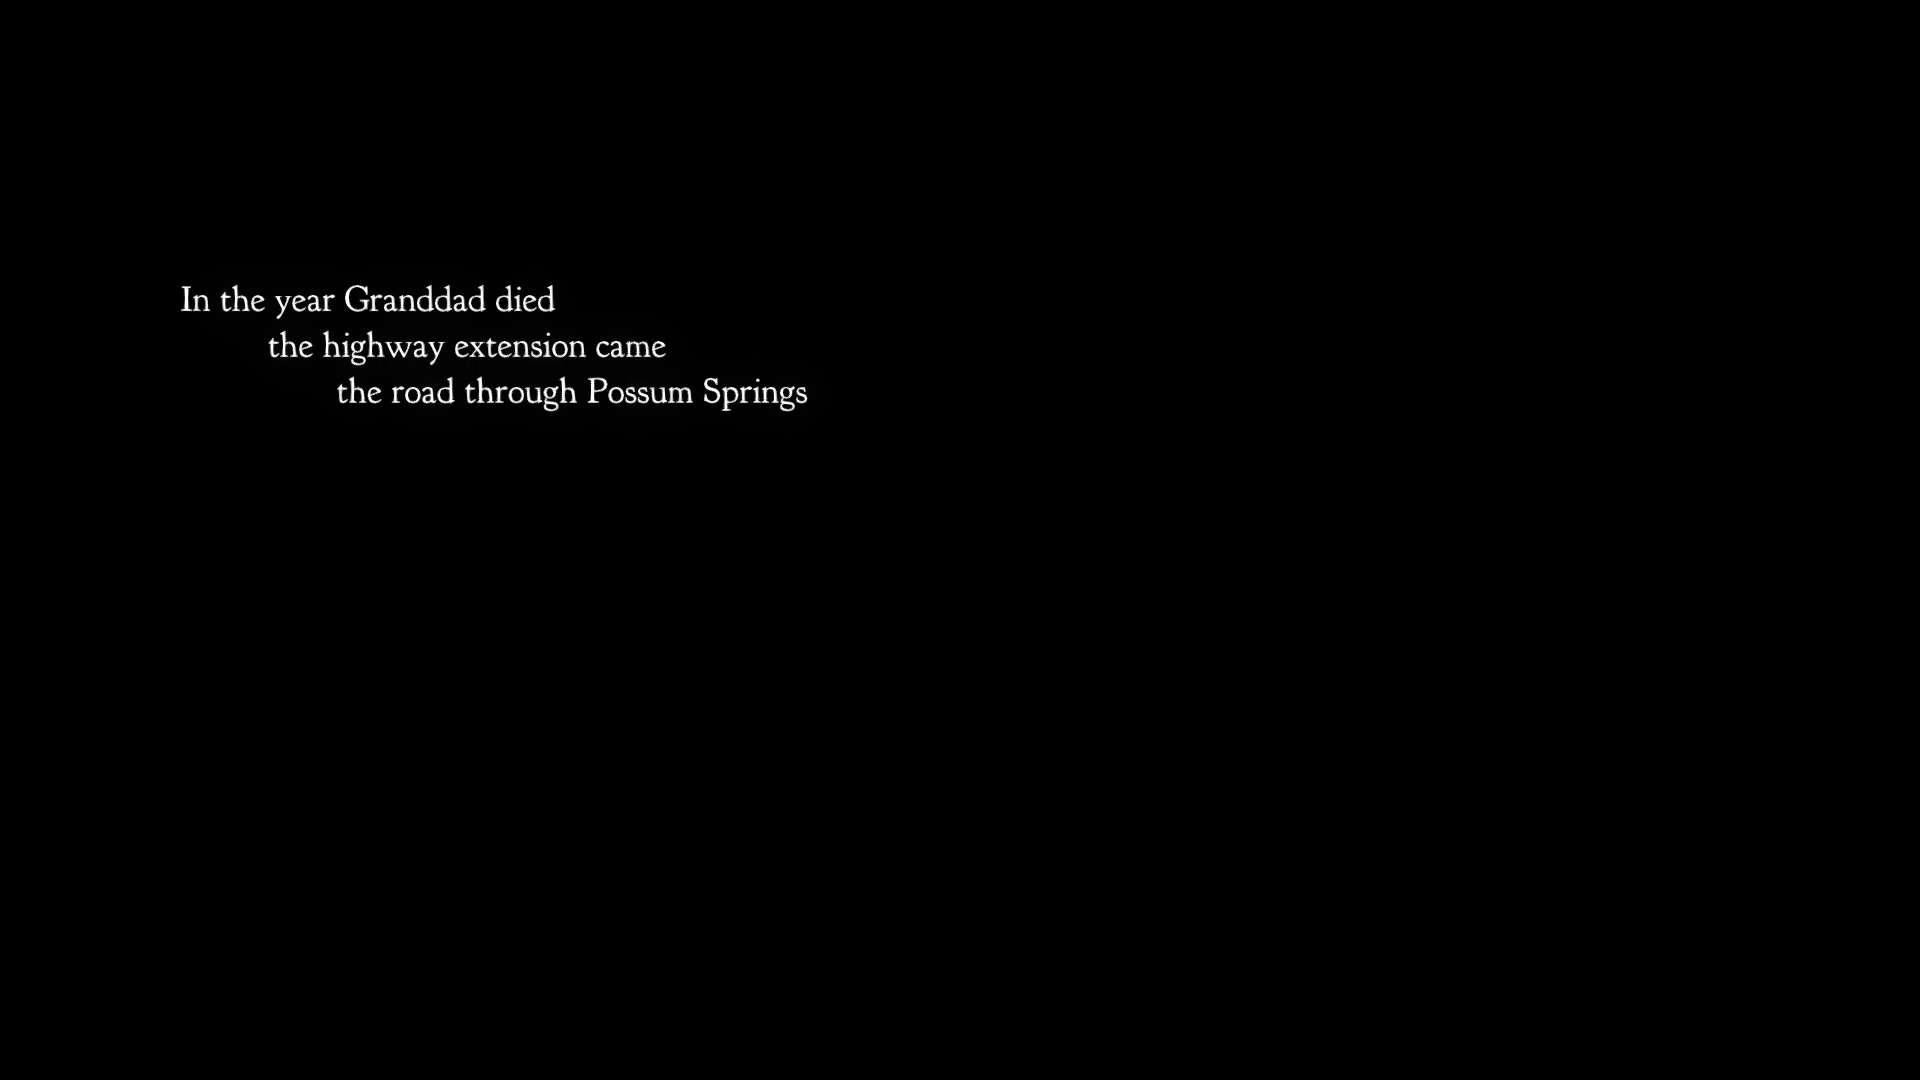 In the year Granddad died
the highway extension came
the road through Possum Springs